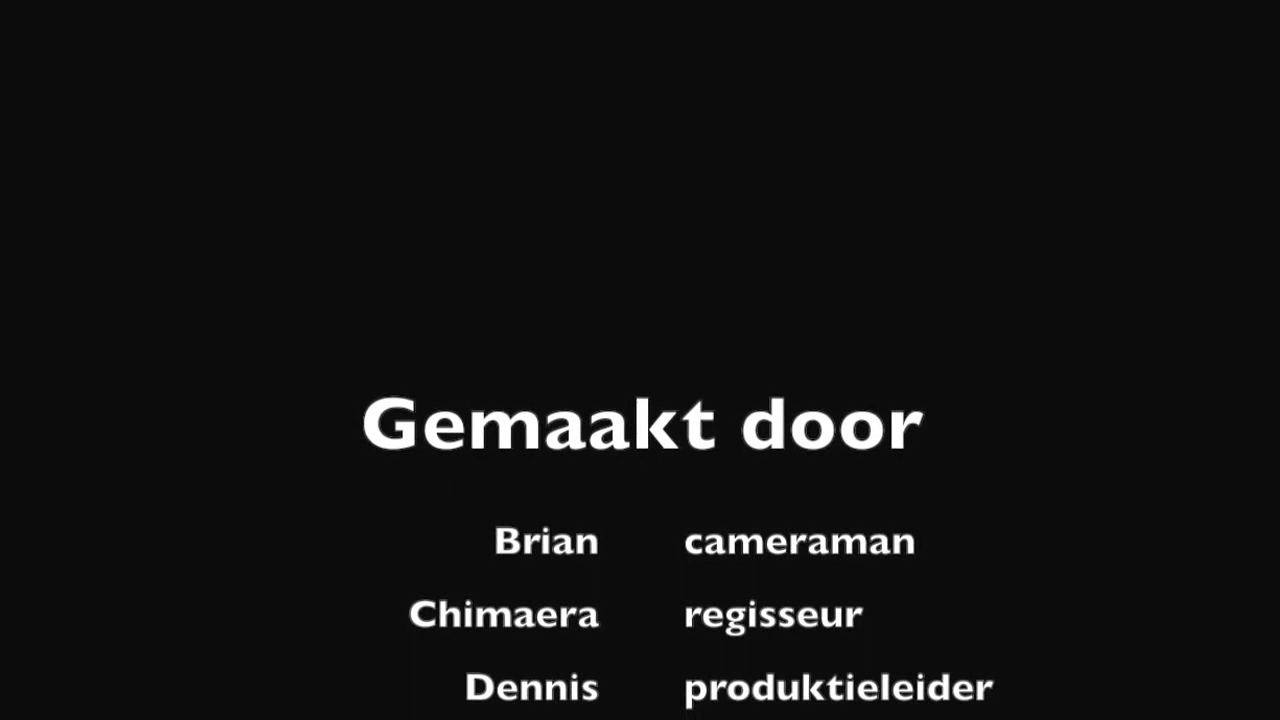 Gemaakt door
Brian cameraman
Chimaera regisseur
Dennis produktieleider